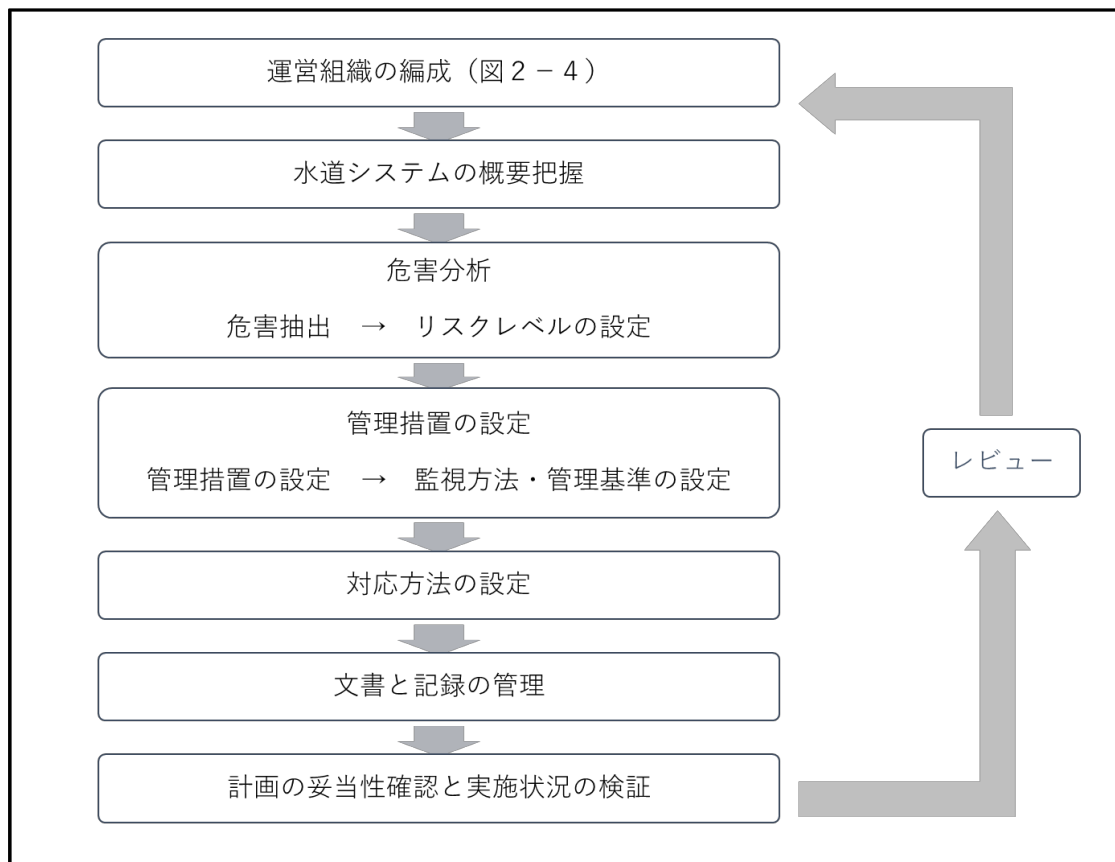 運営組織の編成（図２－４）
水道システムの概要把握
危害分析
危害抽出　→　リスクレベルの設定
管理措置の設定
管理措置の設定　→　監視方法・管理基準の設定
レビュー
対応方法の設定
文書と記録の管理
計画の妥当性確認と実施状況の検証